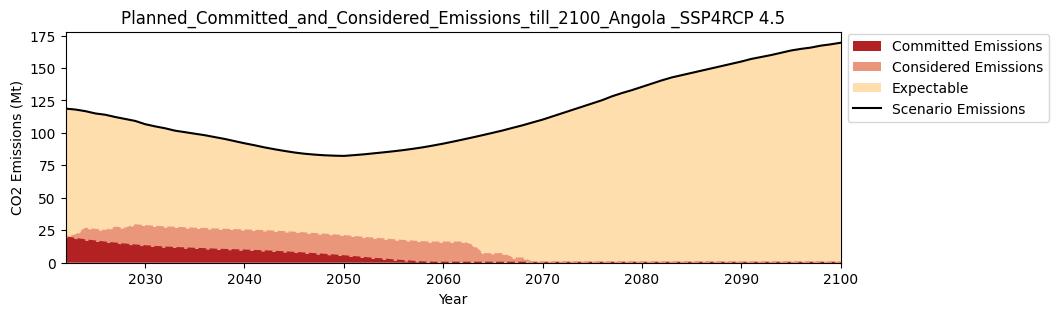 Planned_Committed_and_Considered_Emissions_till_2100_Angola _SSP4RCP 4.5
175
150
125
100
75
50
25
0
CO2 Emissions (Mt)
2030
2040
2050
2060
2070
2080
2090
2100
Year
Committed Emissions
Considered Emissions
Expectable
Scenario Emissions